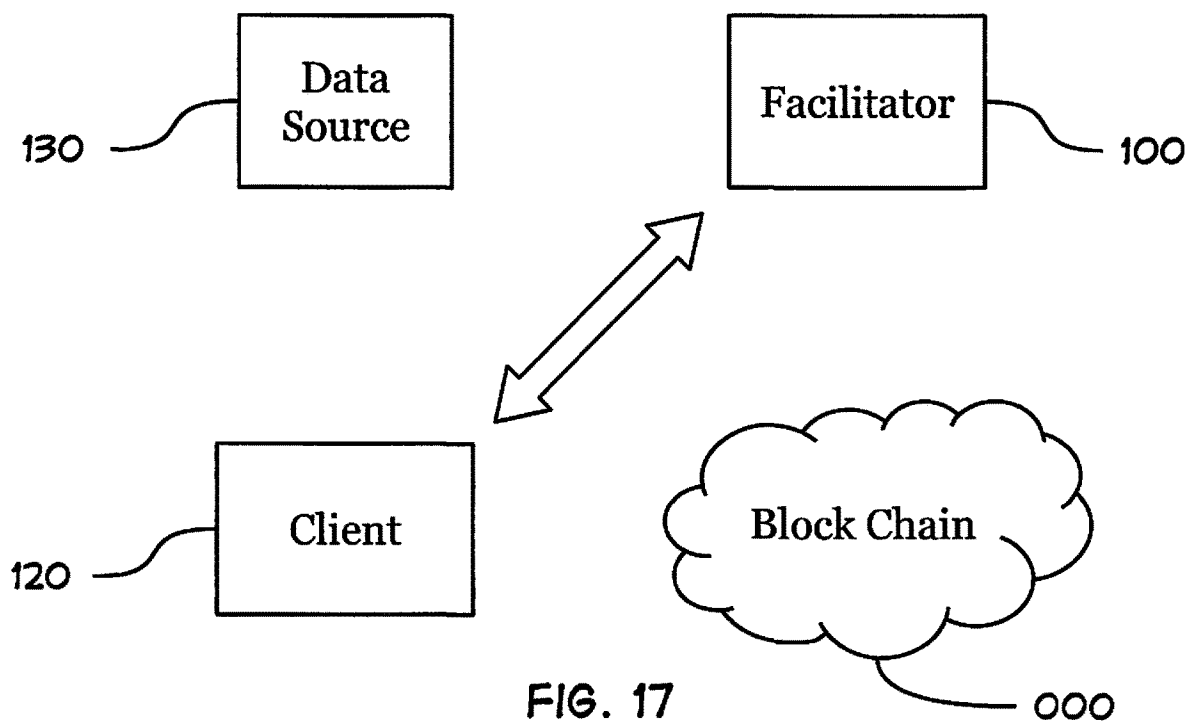 Data
Source
Facilitator
130
100
Client
Block Chain
120
000
FIG. 17